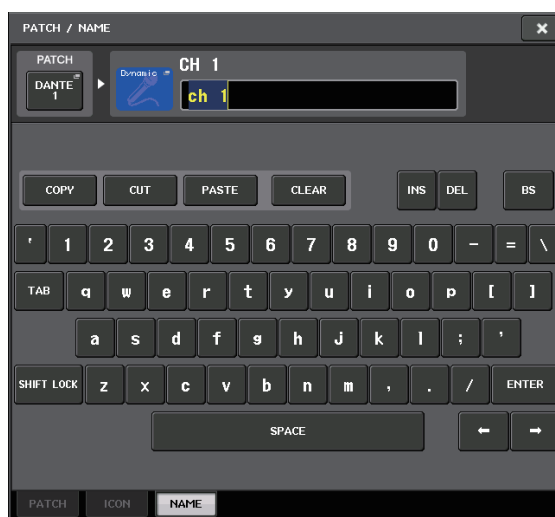 PATCH / NAME
PATCH
DANTE
1
Dynamic
CH 1
ch 1
COPY CUT PASTE CLEAR INS DEL BS
' 1 2 3 4 5 6 7 8 9 0 - = \
TAB q w e r t y u i o p [ ]
a s d f g h j k l ; '
SHIFT LOCK z x c v b n m , . / ENTER
SPACE ← →
PATCH ICON NAME